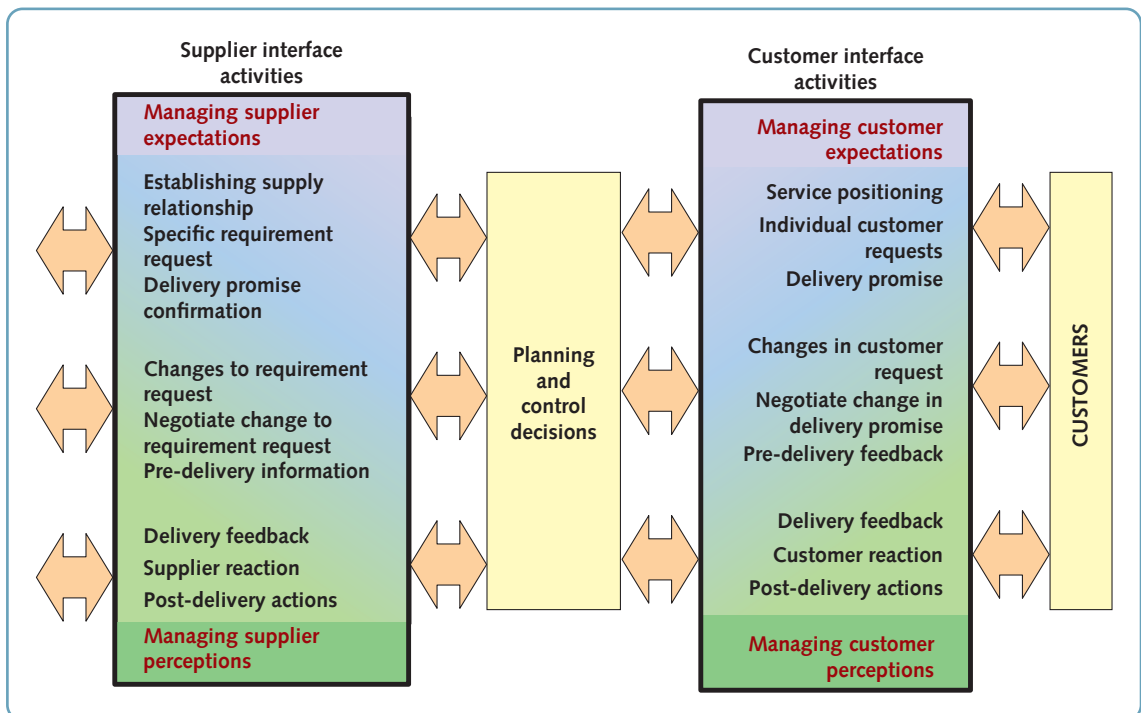 Supplier interface
activities
Managing supplier
expectations
Establishing supply
relationship
Specific requirement
request
Delivery promise
confirmation
Changes to requirement
request
Negotiate change to
requirement request
Pre-delivery information
Delivery feedback
Supplier reaction
Post-delivery actions
Managing supplier
perceptions
Planning
and
control
decisions
Customer interface
activities
Managing customer
expectations
Service positioning
Individual customer
requests
Delivery promise
Changes in customer
request
Negotiate change in
delivery promise
Pre-delivery feedback
Delivery feedback
Customer reaction
Post-delivery actions
Managing customer
perceptions
CUSTOMERS